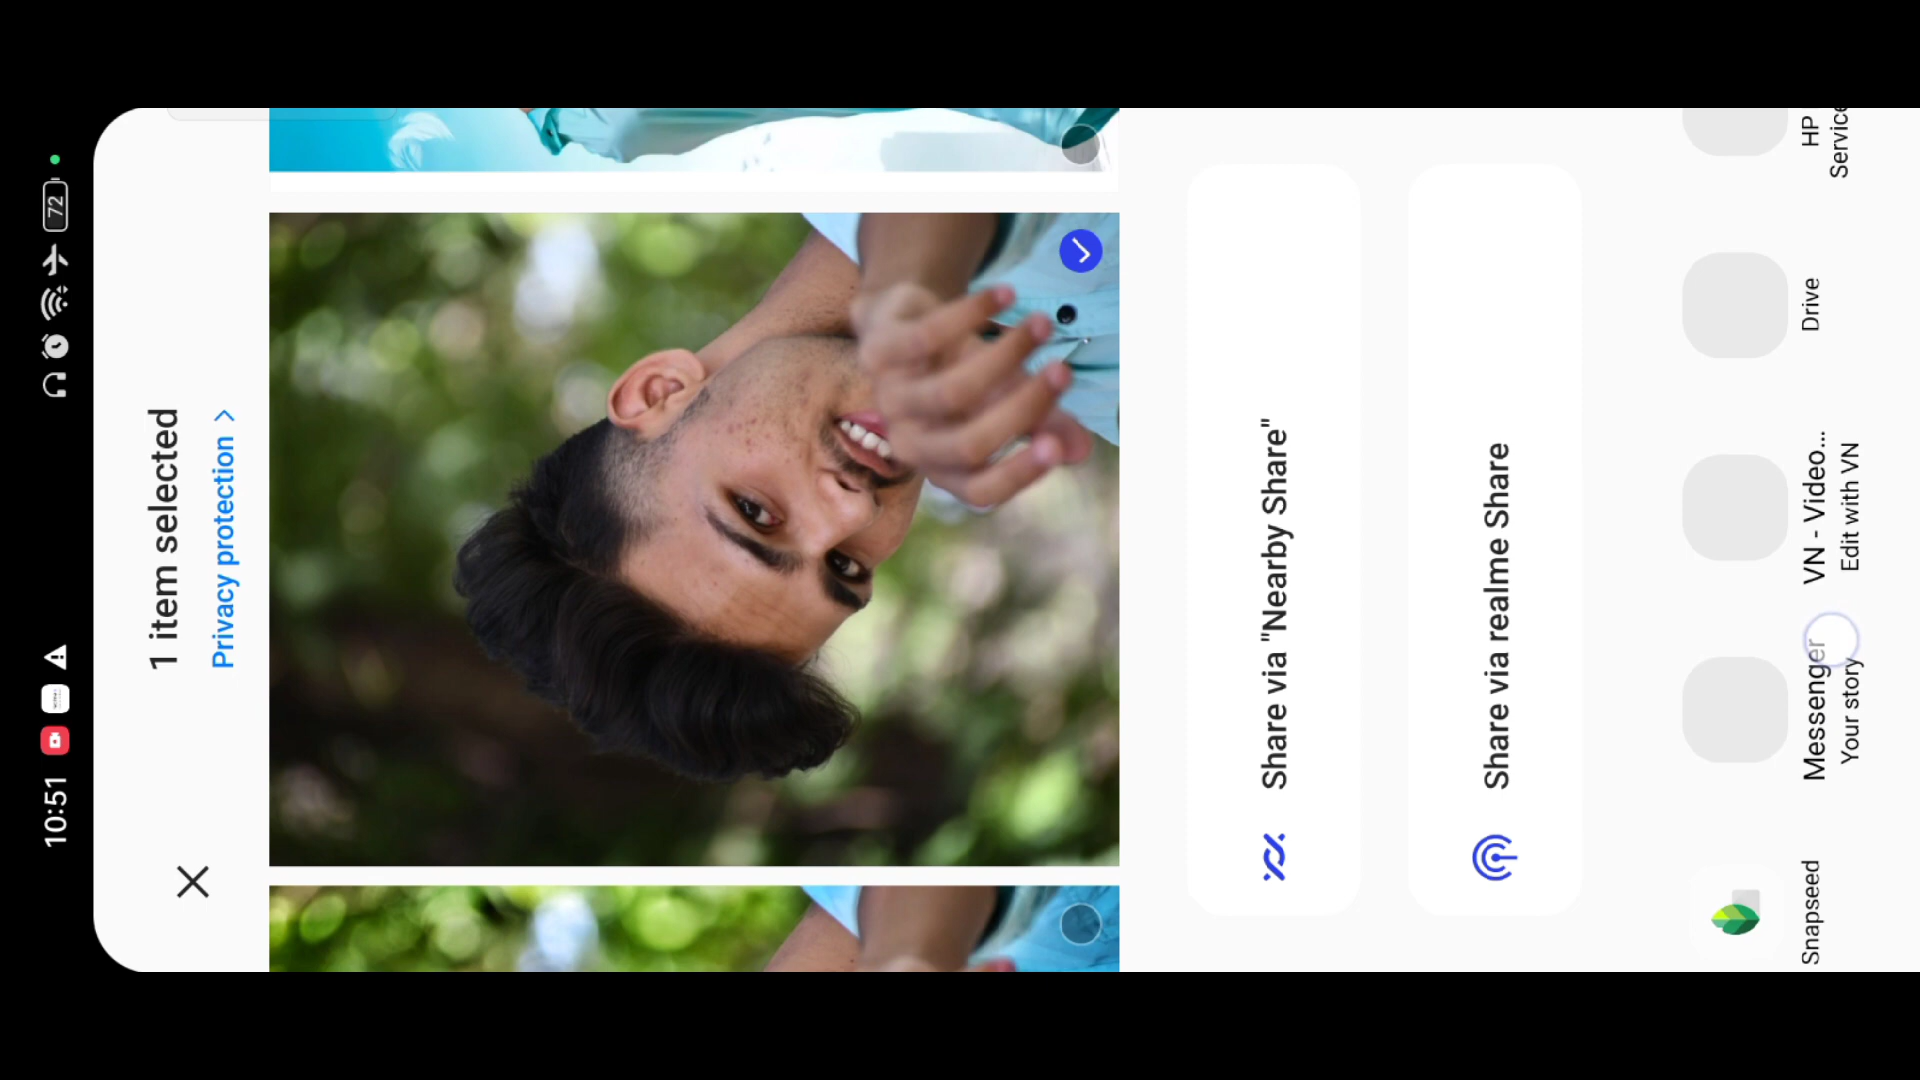 10:51
72
1 item selected
Privacy protection >
Share via "Nearby Share"
Share via realme Share
Snapseed
Messenger
Your story
VN - Video...
Edit with VN
Drive
HP
Service